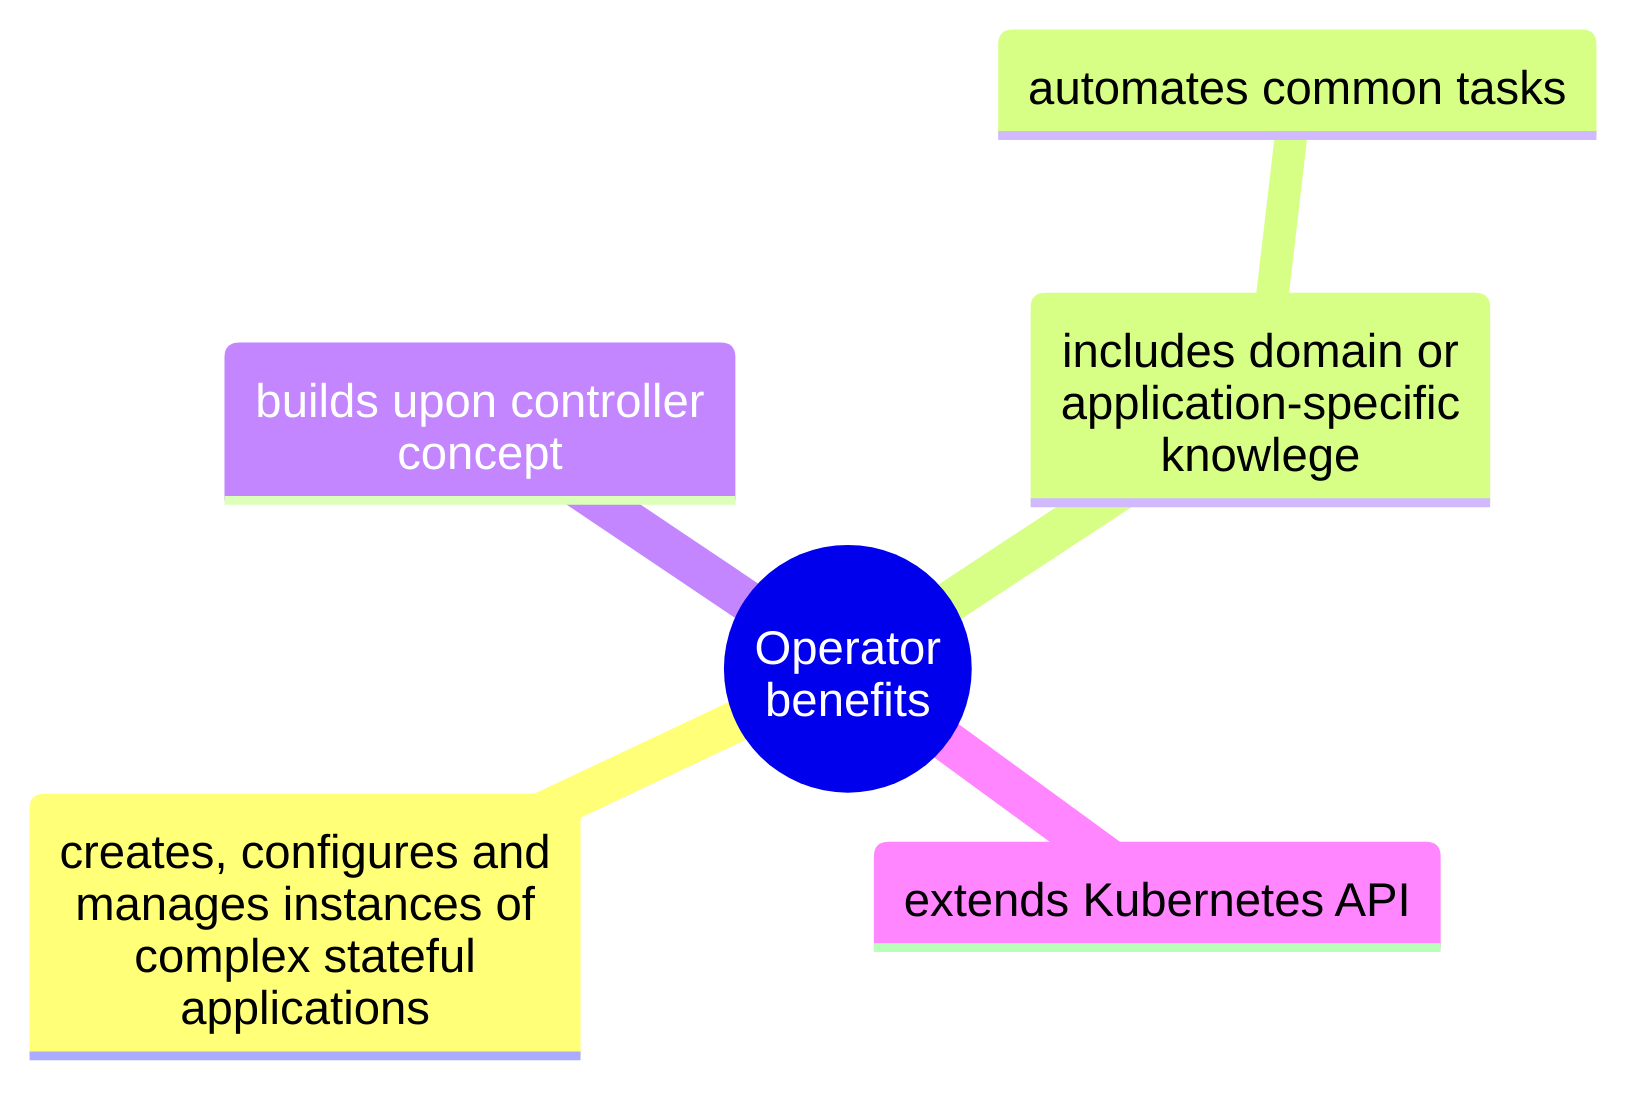 automates common tasks
includes domain or
application-specific
knowlege
builds upon controller
concept
Operator
benefits
creates, configures and
manages instances of
complex stateful
applications
extends Kubernetes API